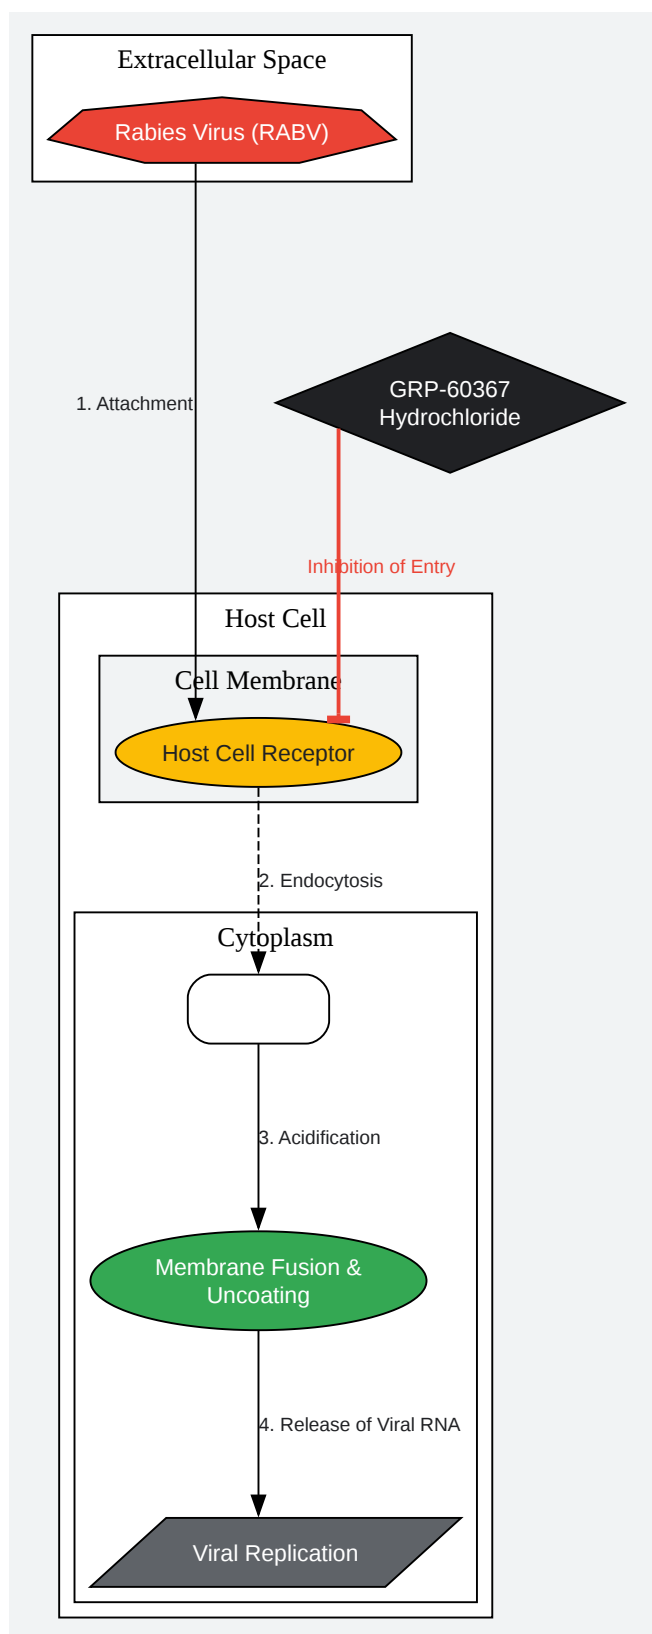 Extracellular Space
Rabies Virus (RABV)
1. Attachment
GRP-60367
Hydrochloride
Inhibition of Entry
Host Cell
Cell Membrane
Host Cell Receptor
2. Endocytosis
Cytoplasm
3. Acidification
Membrane Fusion &
Uncoating
4. Release of Viral RNA
Viral Replication